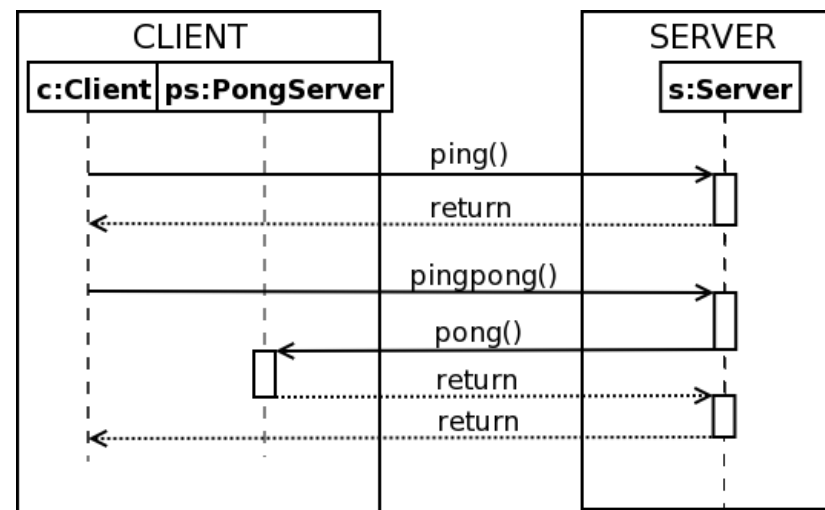 CLIENT
SERVER
c:Client
ps:PongServer
s:Server
ping()
return
pingpong()
pong()
return
return